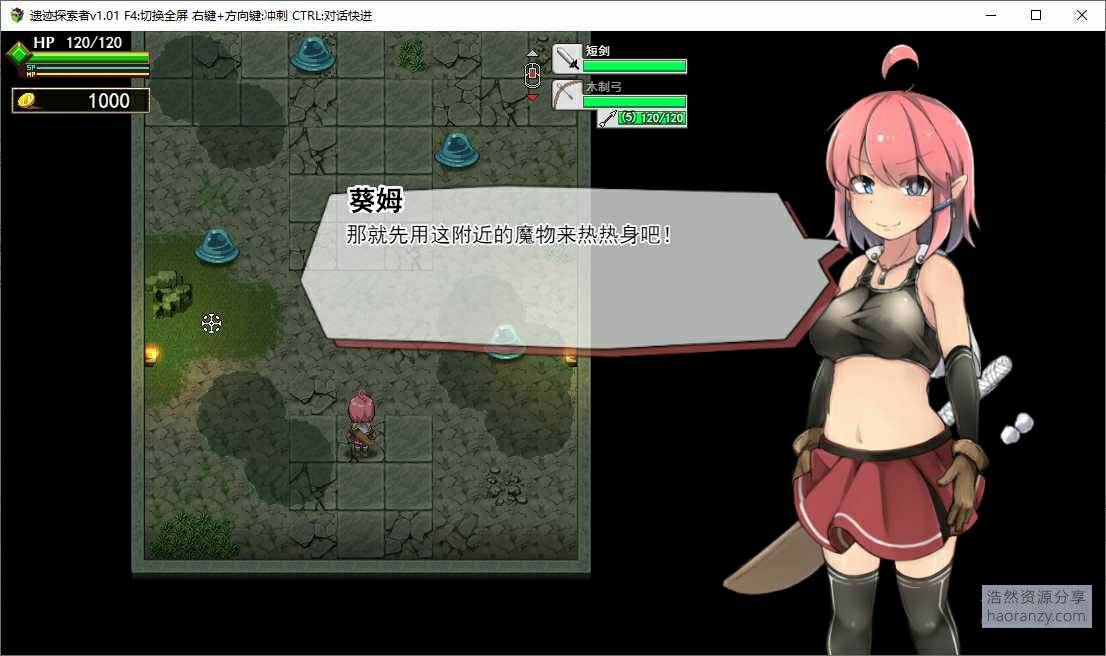 遗迹探索者v1.01 F4:切换全屏 右键+方向键:冲刺 CTRL:对话快进
HP 120/120
SP
MP
1000
短剑
木制弓
(5) 120/120
葵姆
那就先用这附近的魔物来热热身吧!
浩然资源分享
haoranzy.com